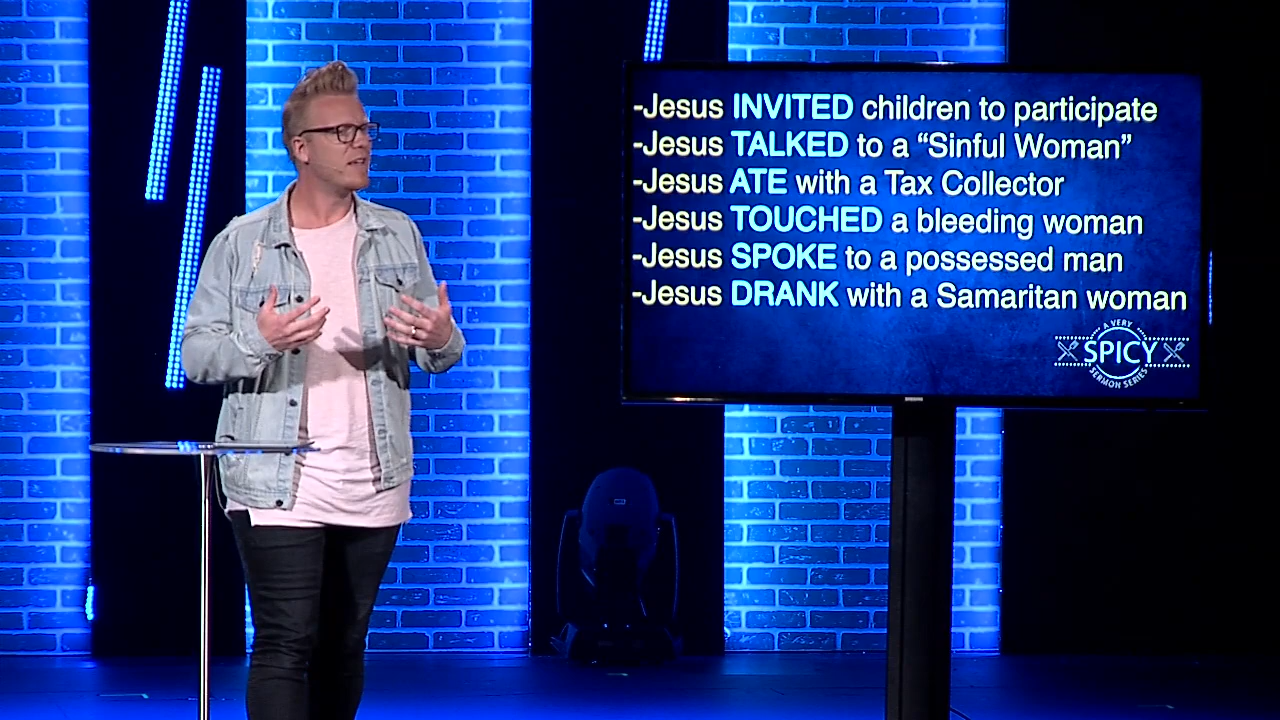 -Jesus INVITED children to participate
-Jesus TALKED to a “Sinful Woman”
-Jesus ATE with a Tax Collector
-Jesus TOUCHED a bleeding woman
-Jesus SPOKE to a possessed man
-Jesus DRANK with a Samaritan woman
A VERY
SPICY
SERMON SERIES